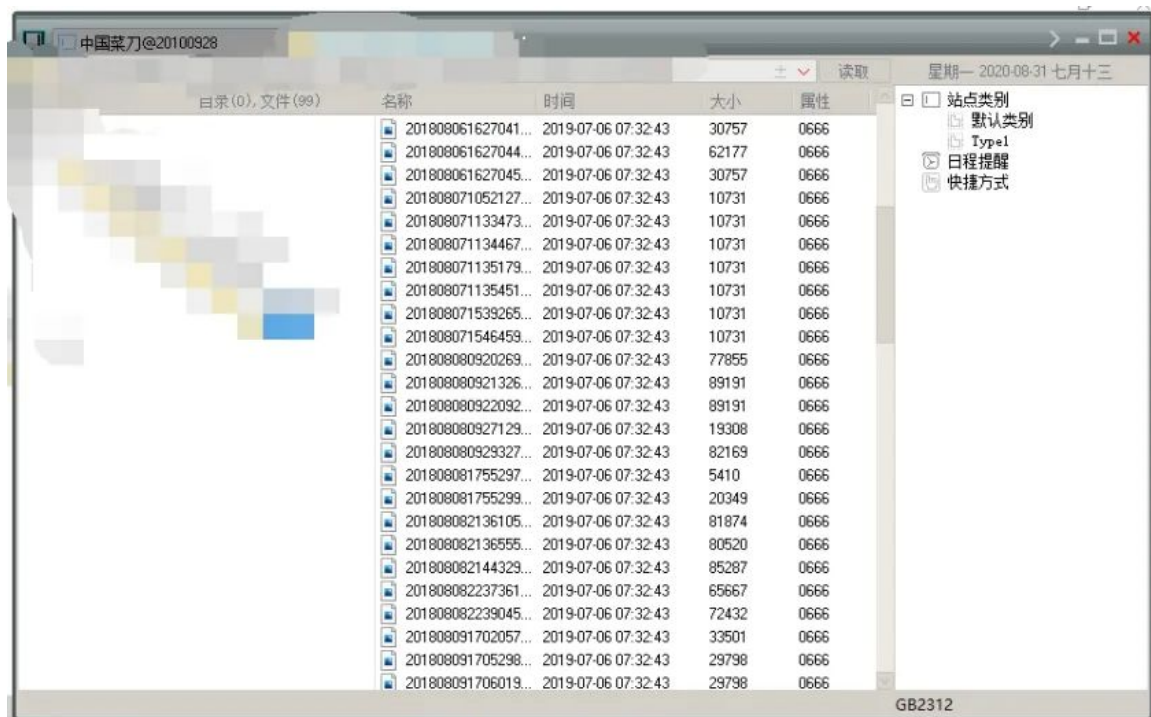 中国菜刀@20100928
读取 星期一 2020-08-31 七月十三
目录(0),文件(99) 名称 时间 大小 属性
201808061627041... 2019-07-06 07:32:43 30757 0666
201808061627044... 2019-07-06 07:32:43 62177 0666
201808061627045... 2019-07-06 07:32:43 30757 0666
201808071052127... 2019-07-06 07:32:43 10731 0666
201808071133473... 2019-07-06 07:32:43 10731 0666
201808071134467... 2019-07-06 07:32:43 10731 0666
201808071135179... 2019-07-06 07:32:43 10731 0666
201808071135451... 2019-07-06 07:32:43 10731 0666
201808071539265... 2019-07-06 07:32:43 10731 0666
201808071546459... 2019-07-06 07:32:43 10731 0666
201808080920269... 2019-07-06 07:32:43 77855 0666
201808080921326... 2019-07-06 07:32:43 89191 0666
201808080922092... 2019-07-06 07:32:43 89191 0666
201808080927129... 2019-07-06 07:32:43 19308 0666
201808080929327... 2019-07-06 07:32:43 82169 0666
201808081755297... 2019-07-06 07:32:43 5410 0666
201808081755299... 2019-07-06 07:32:43 20349 0666
201808082136105... 2019-07-06 07:32:43 81874 0666
201808082136555... 2019-07-06 07:32:43 80520 0666
201808082144329... 2019-07-06 07:32:43 85287 0666
201808082237361... 2019-07-06 07:32:43 65667 0666
201808082239045... 2019-07-06 07:32:43 72432 0666
201808091702057... 2019-07-06 07:32:43 33501 0666
201808091705298... 2019-07-06 07:32:43 29798 0666
201808091706019... 2019-07-06 07:32:43 29798 0666
站点类别
默认类别
Type1
日程提醒
快捷方式
GB2312